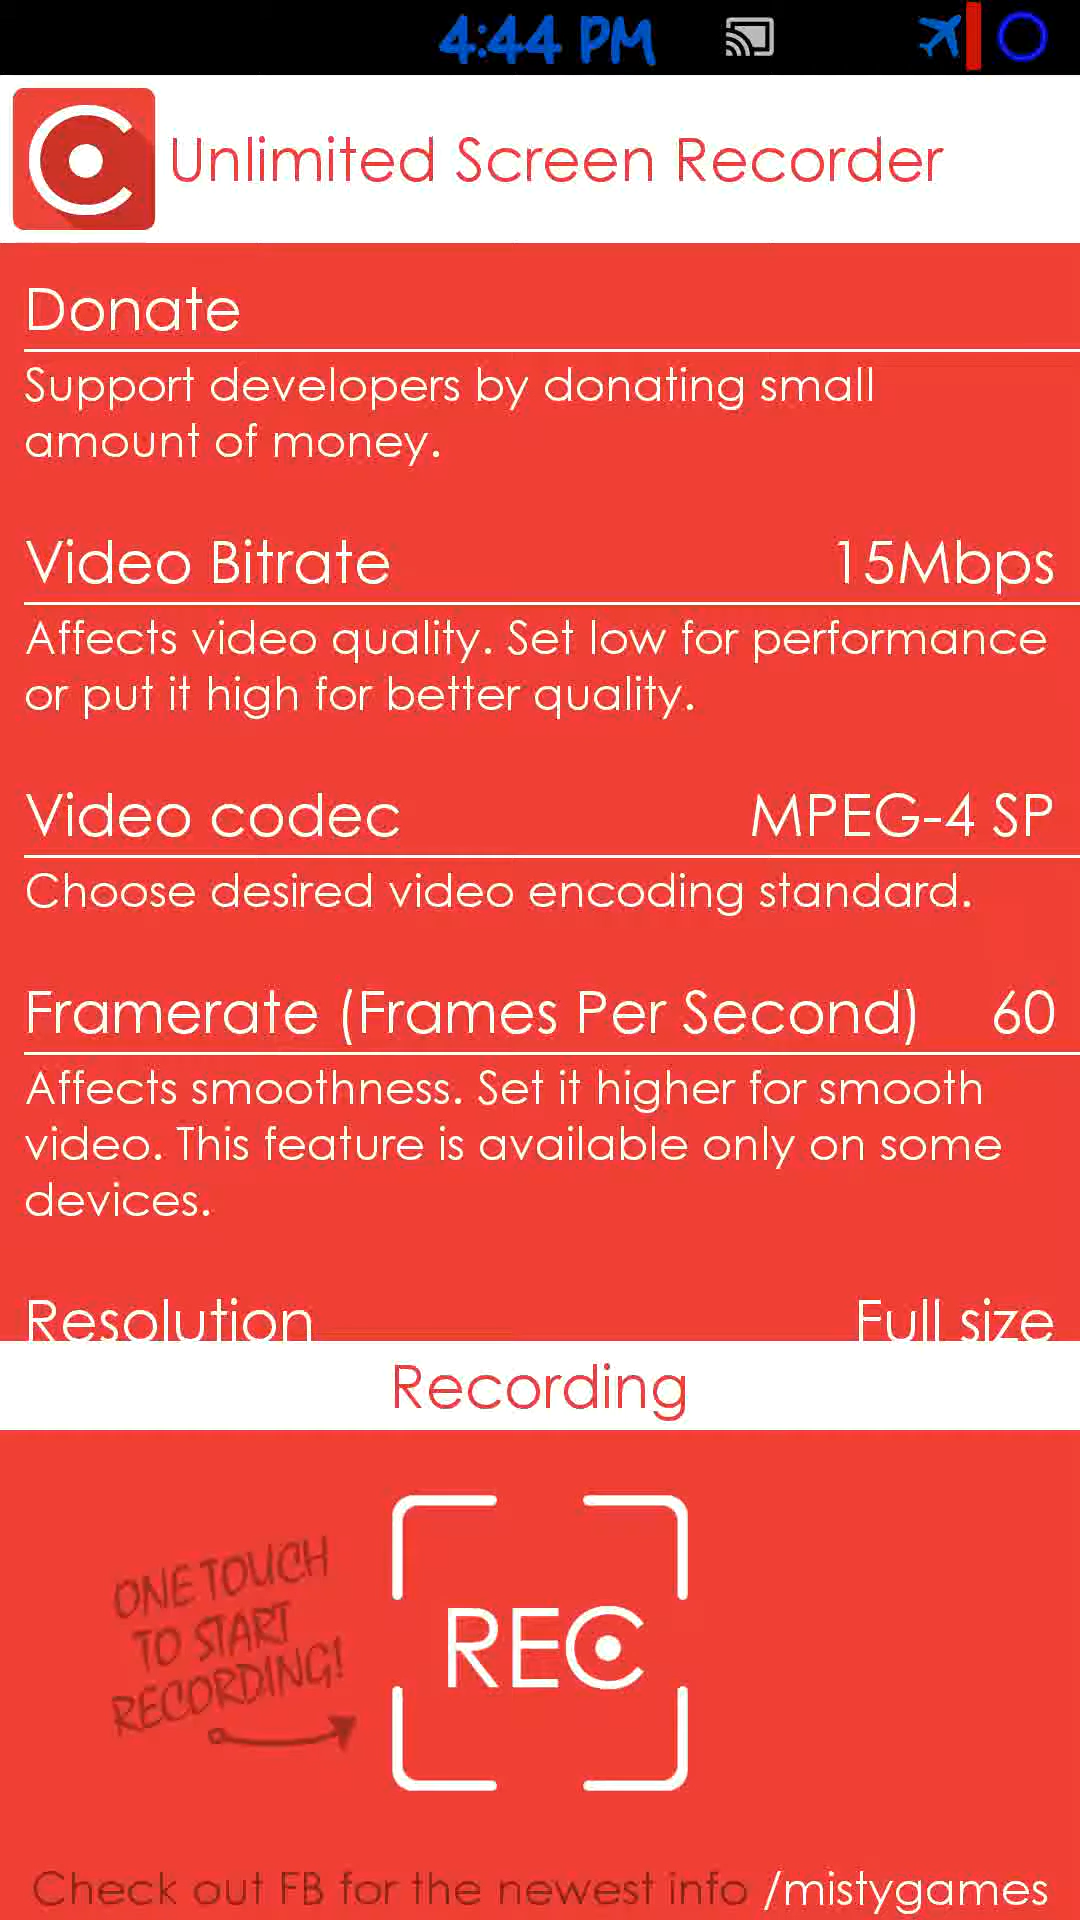 4:44 PM
Unlimited Screen Recorder
Donate
Support developers by donating small
amount of money.
Video Bitrate 15Mbps
Affects video quality. Set low for performance
or put it high for better quality.
Video codec MPEG-4 SP
Choose desired video encoding standard.
Framerate (Frames Per Second) 60
Affects smoothness. Set it higher for smooth
video. This feature is available only on some
devices.
Resolution Full size
Recording
ONE TOUCH
TO START
RECORDING!
REC
Check out FB for the newest info /mistygames